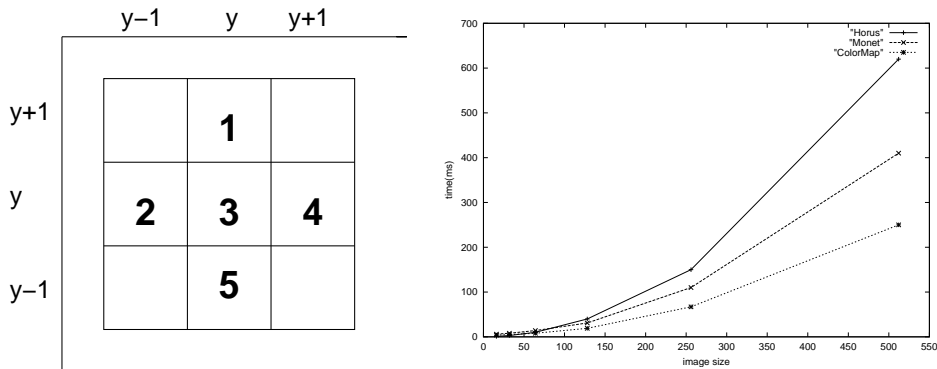 y−1 y y+1
y+1
1
y
2 3 4
5
y−1
700
600
500
400
300
200
100
0
time(ms)
"Horus"
"Monet"
"ColorMap"
0 50 100 150 200 250 300 350 400 450 500 550
image size